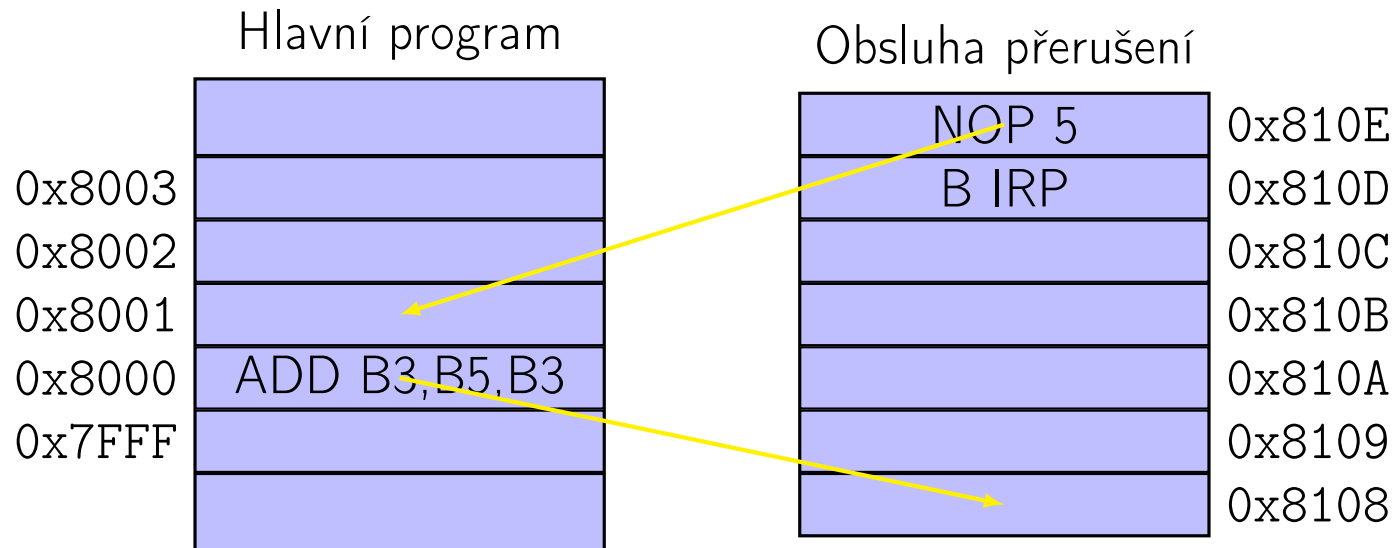 Hlavní program
0x8003
0x8002
0x8001
0x8000 ADD B3,B5,B3
0x7FFF
Obsluha přerušení
NOP 5 0x810E
B IRP 0x810D
0x810C
0x810B
0x810A
0x8109
0x8108